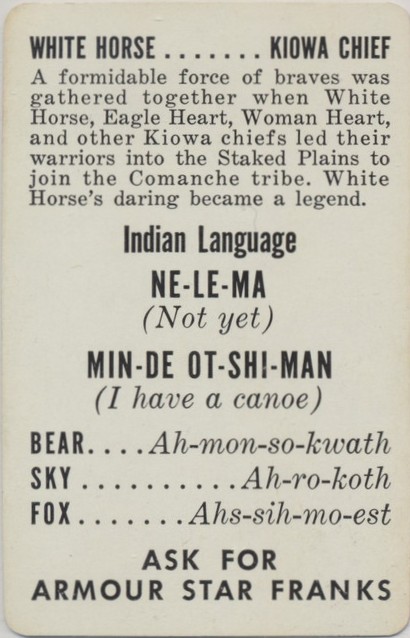 WHITE HORSE ....... KIOWA CHIEF
A formidable force of braves was
gathered together when White
Horse, Eagle Heart, Woman Heart,
and other Kiowa chiefs led their
warriors into the Staked Plains to
join the Comanche tribe. White
Horse's daring became a legend.
Indian Language
NE-LE-MA
(Not yet)
MIN-DE OT-SHI-MAN
(I have a canoe)
BEAR....Ah-mon-so-kwath
SKY..........Ah-ro-koth
FOX.......Ahs-sih-mo-est
ASK FOR
ARMOUR STAR FRANKS